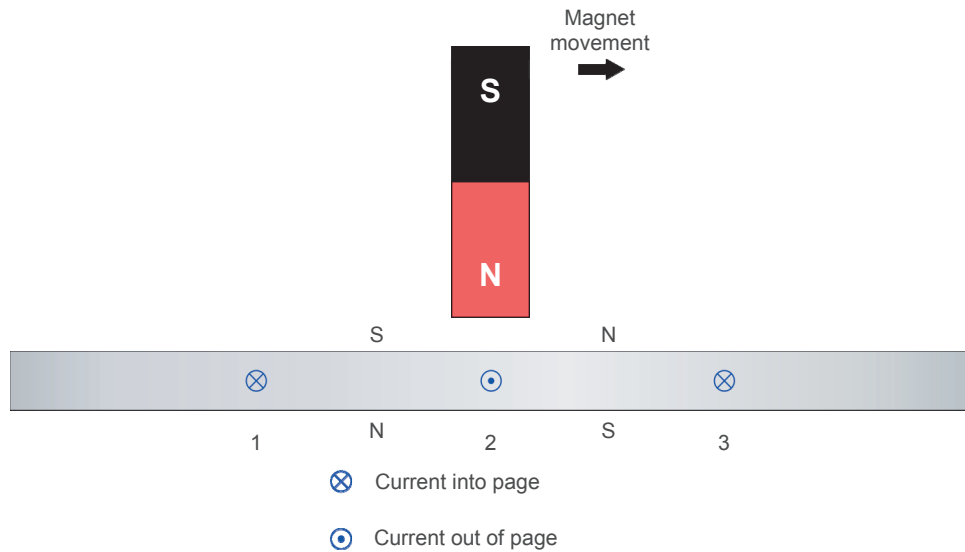 Magnet
movement
S
N
S N
N S
1 2 3
Current into page
Current out of page